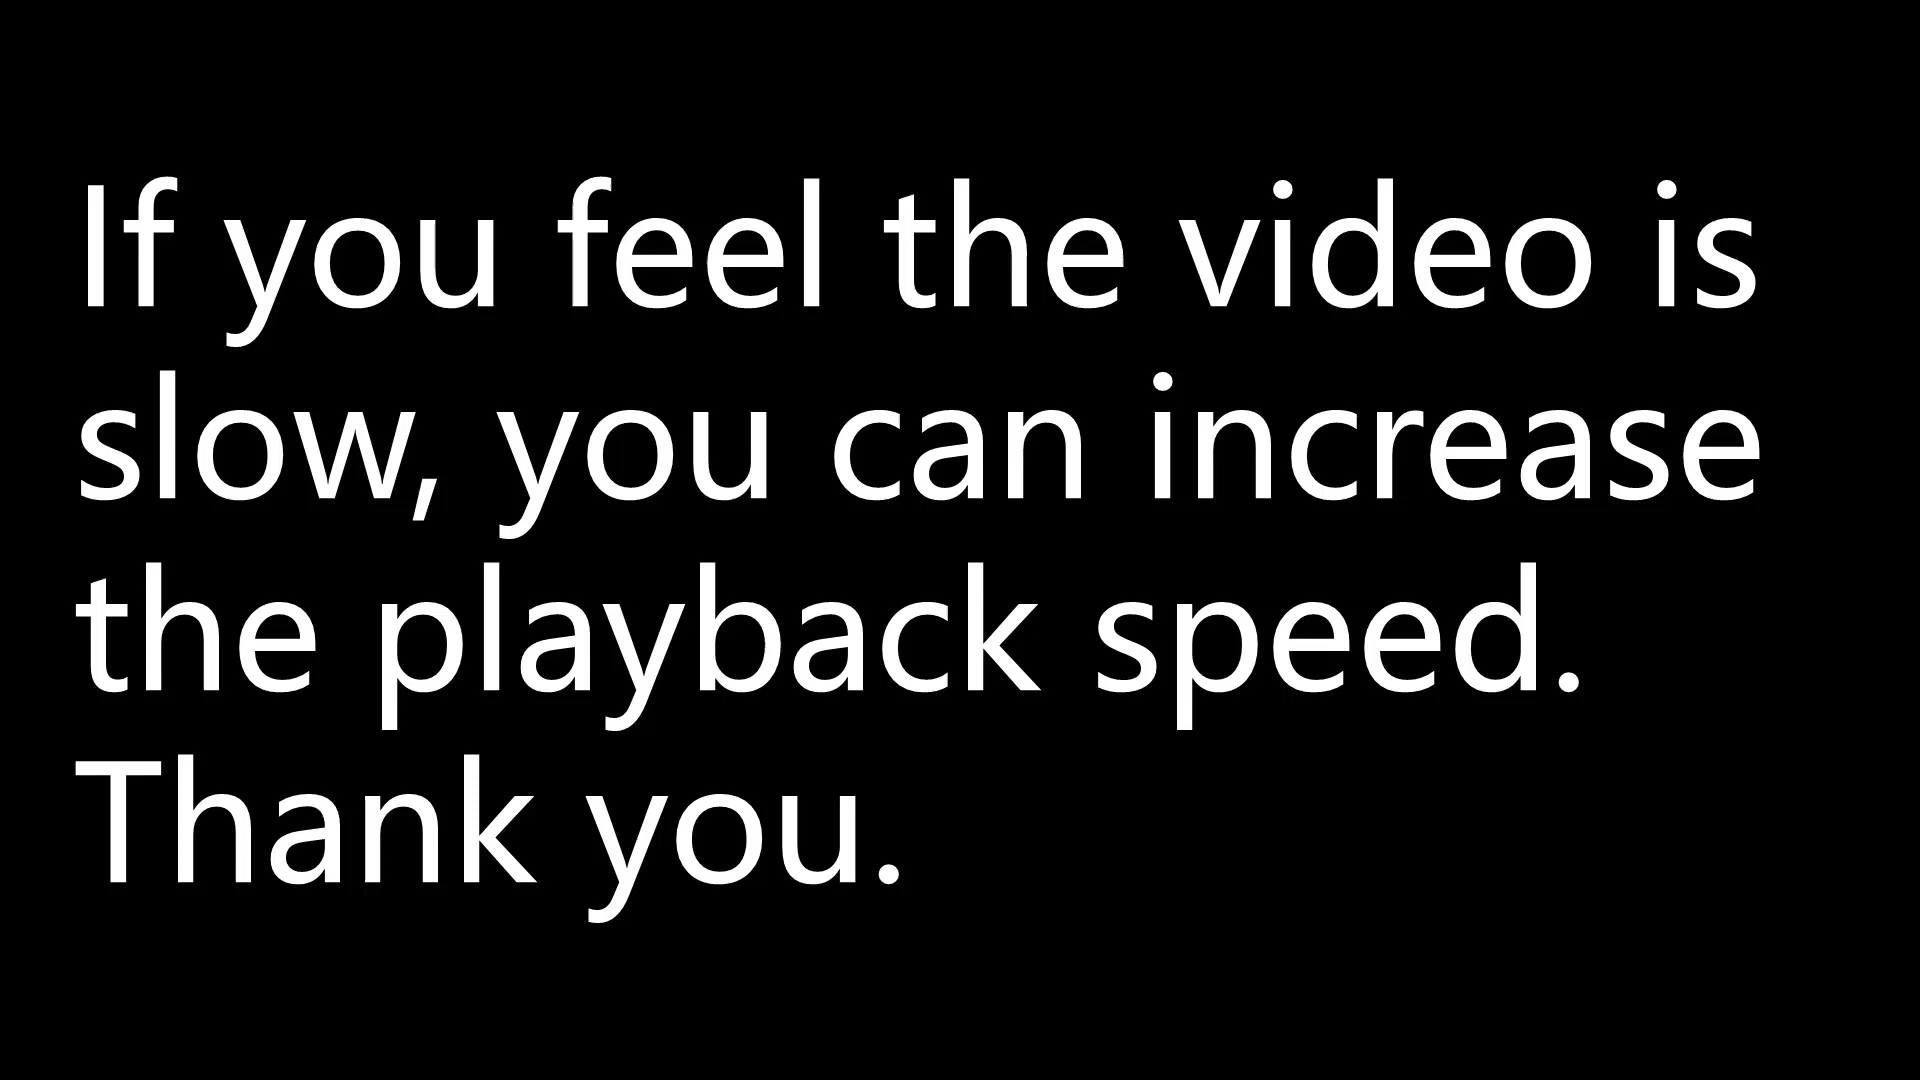 If you feel the video is
slow, you can increase
the playback speed.
Thank you.